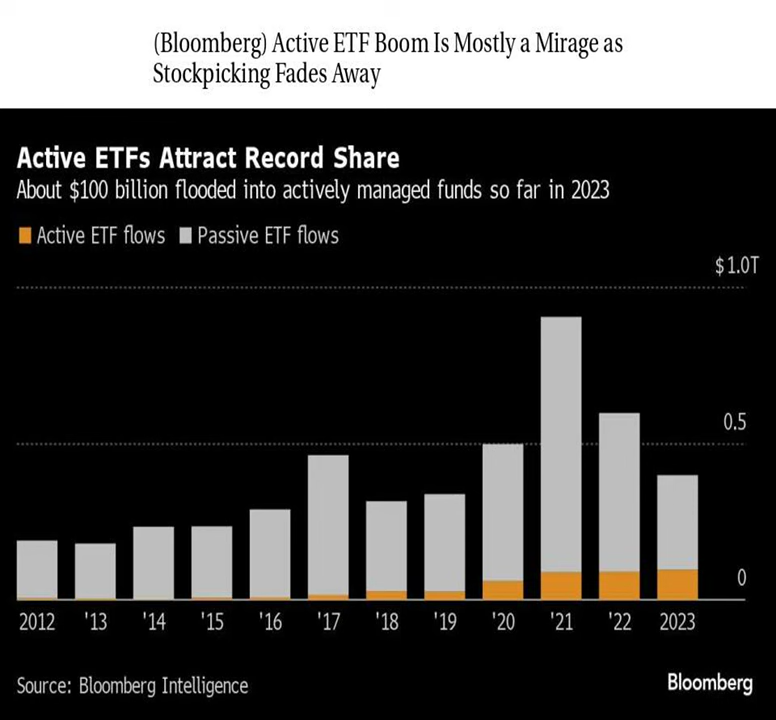 (Bloomberg) Active ETF Boom Is Mostly a Mirage as
Stockpicking Fades Away
Active ETFs Attract Record Share
About $100 billion flooded into actively managed funds so far in 2023
Active ETF flows Passive ETF flows
$1.0T
0.5
0
2012 '13 '14 '15 '16 '17 '18 '19 '20 '21 '22 2023
Source: Bloomberg Intelligence
Bloomberg